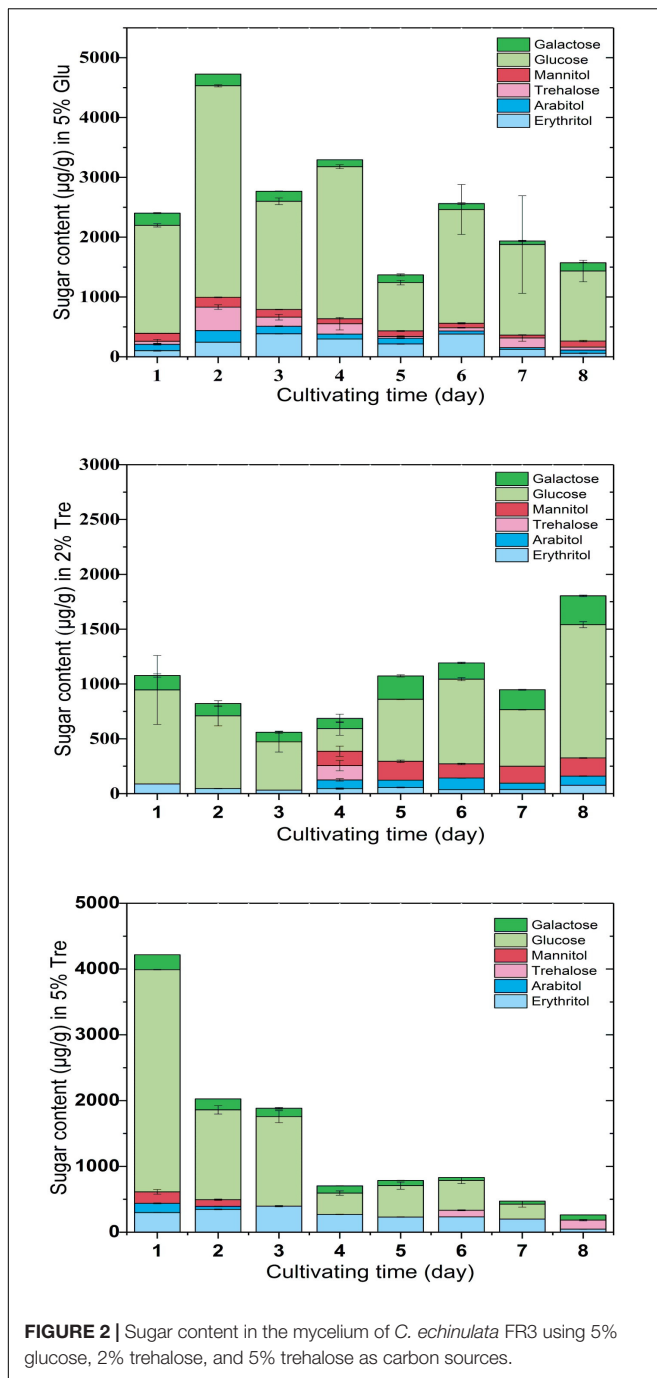 Sugar content (µg/g) in 5% Glu
5000
4000
3000
2000
1000
0
Galactose
Glucose
Mannitol
Trehalose
Arabitol
Erythritol
1 2 3 4 5 6 7 8
Cultivating time (day)
Sugar content (µg/g) in 2% Tre
3000
2500
2000
1500
1000
500
0
Galactose
Glucose
Mannitol
Trehalose
Arabitol
Erythritol
1 2 3 4 5 6 7 8
Cultivating time (day)
Sugar content (µg/g) in 5% Tre
5000
4000
3000
2000
1000
0
Galactose
Glucose
Mannitol
Trehalose
Arabitol
Erythritol
1 2 3 4 5 6 7 8
Cultivating time (day)
FIGURE 2 | Sugar content in the mycelium of C. echinulata FR3 using 5%
glucose, 2% trehalose, and 5% trehalose as carbon sources.